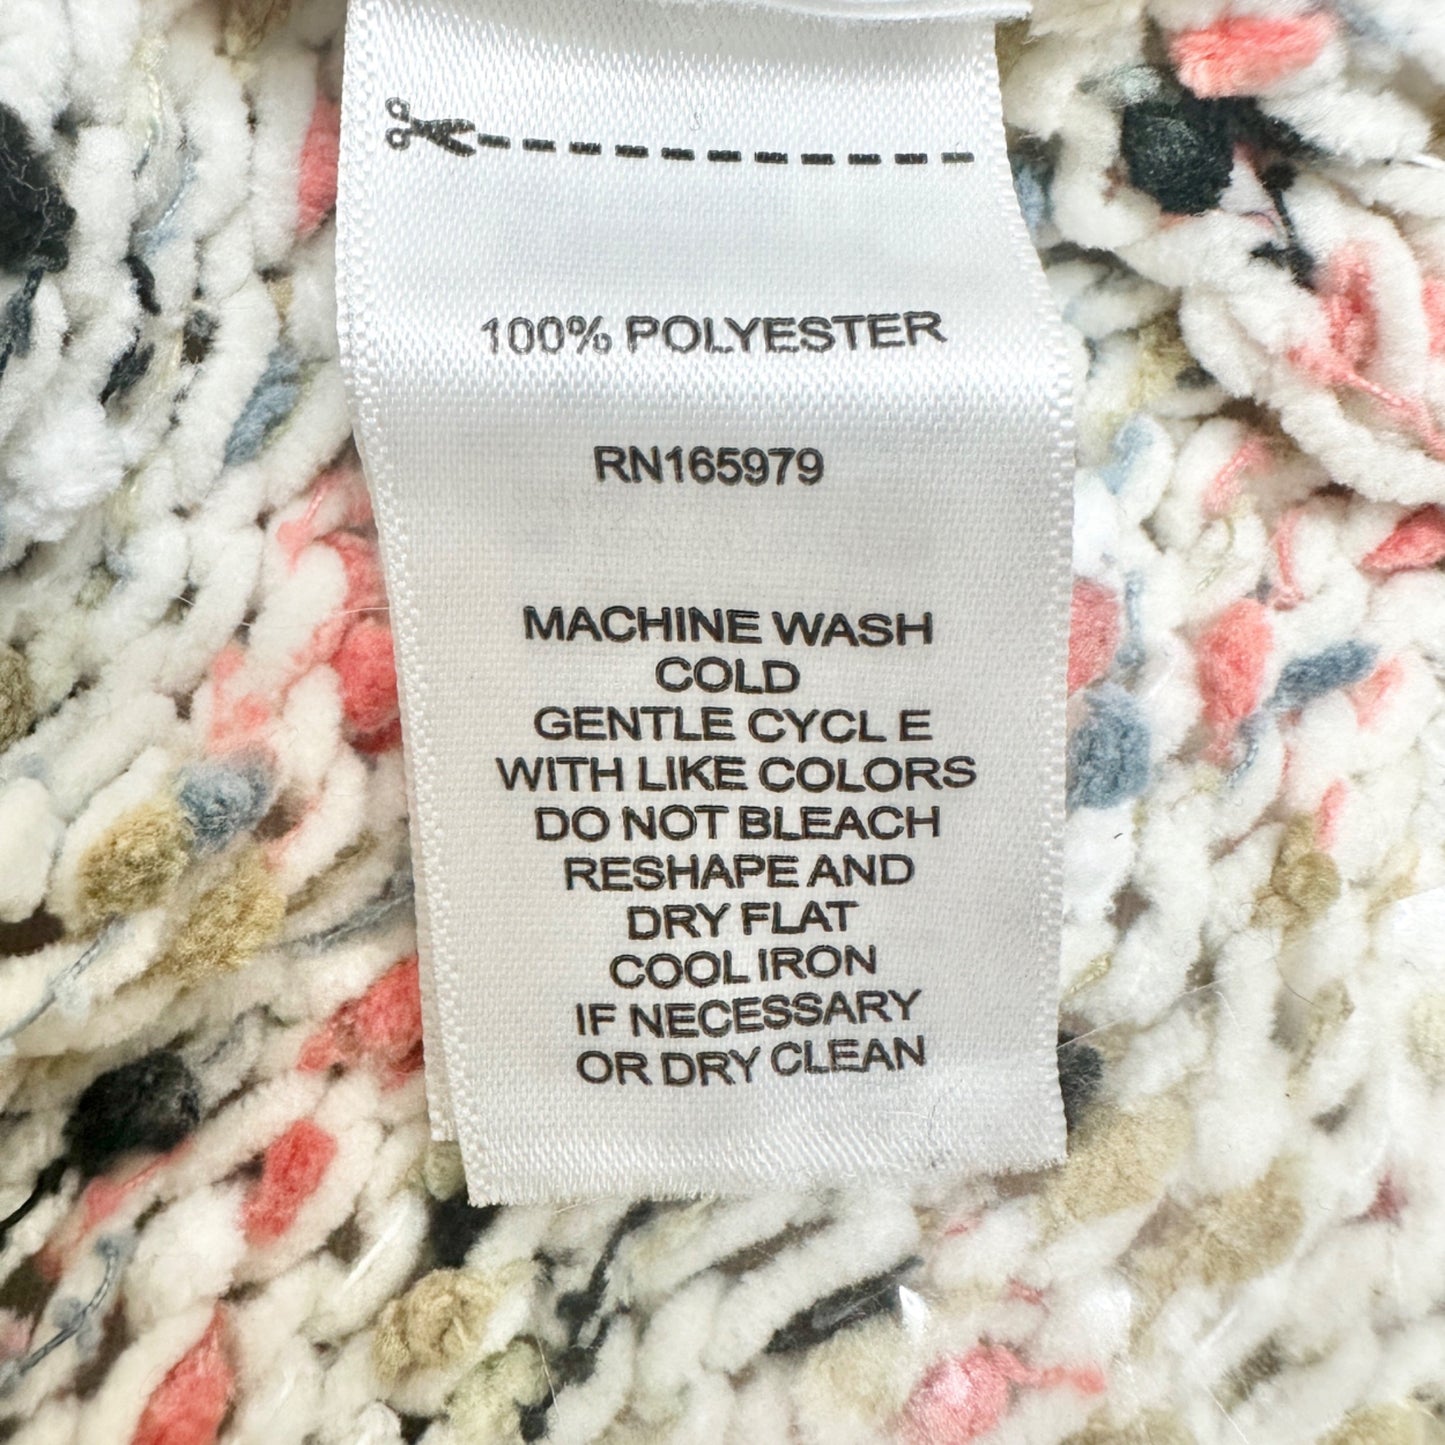 100% POLYESTER
RN165979
MACHINE WASH
COLD
GENTLE CYCLE
WITH LIKE COLORS
DO NOT BLEACH
RESHAPE AND
DRY FLAT
COOL IRON
IF NECESSARY
OR DRY CLEAN